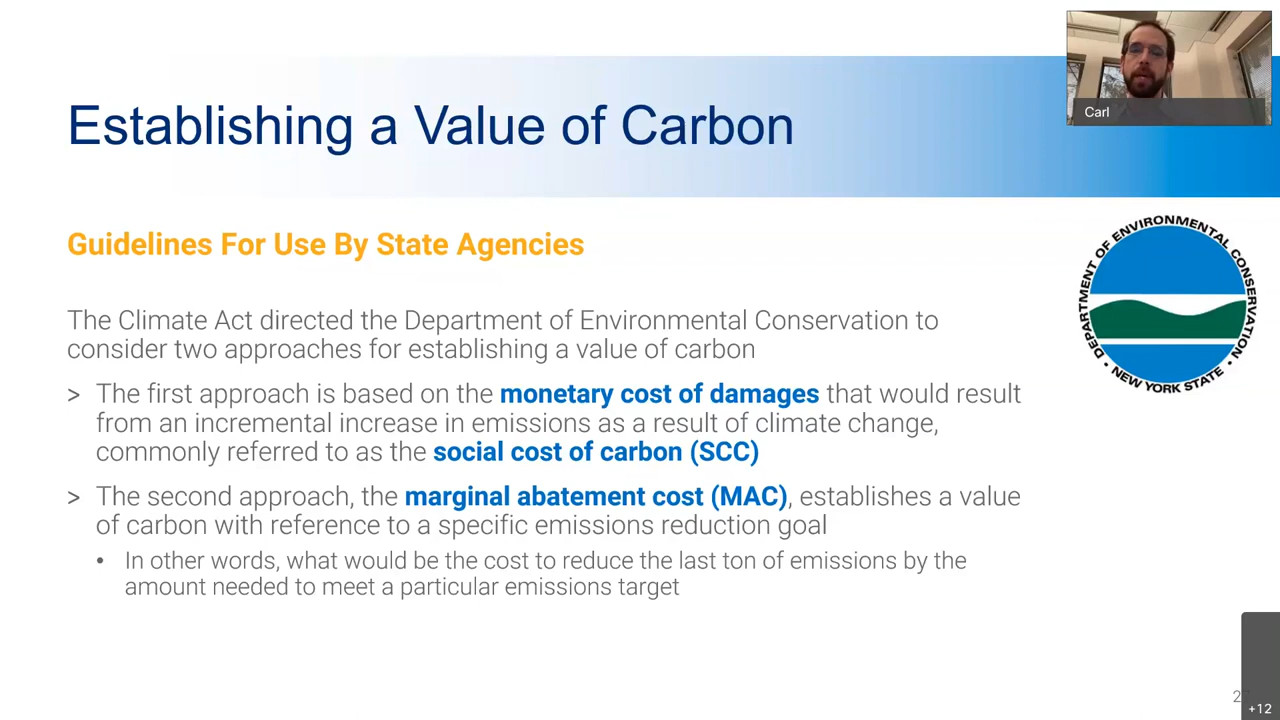 Establishing a Value of Carbon
Carl
Guidelines For Use By State Agencies
DEPARTMENT OF ENVIRONMENTAL CONSERVATION
• NEW YORK STATE •
The Climate Act directed the Department of Environmental Conservation to
consider two approaches for establishing a value of carbon
> The first approach is based on the monetary cost of damages that would result
from an incremental increase in emissions as a result of climate change,
commonly referred to as the social cost of carbon (SCC)
> The second approach, the marginal abatement cost (MAC), establishes a value
of carbon with reference to a specific emissions reduction goal
• In other words, what would be the cost to reduce the last ton of emissions by the
amount needed to meet a particular emissions target
+12